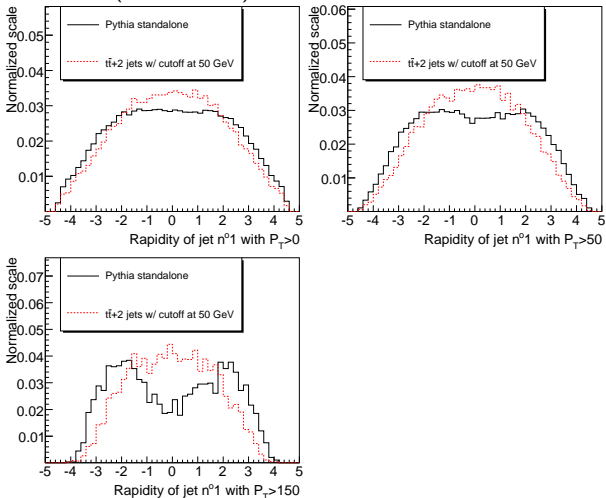 Normalized scale
0.05
0.04
0.03
0.02
0.01
Pythia standalone
tt̄+2 jets w/ cutoff at 50 GeV
-5 -4 -3 -2 -1 0 1 2 3 4 5
Rapidity of jet nº1 with P_T>0
Normalized scale
0.05
0.04
0.03
0.02
0.01
Pythia standalone
tt̄+2 jets w/ cutoff at 50 GeV
-5 -4 -3 -2 -1 0 1 2 3 4 5
Rapidity of jet nº1 with P_T>50
Normalized scale
0.07
0.06
0.05
0.04
0.03
0.02
0.01
Pythia standalone
tt̄+2 jets w/ cutoff at 50 GeV
-5 -4 -3 -2 -1 0 1 2 3 4 5
Rapidity of jet nº1 with P_T>150